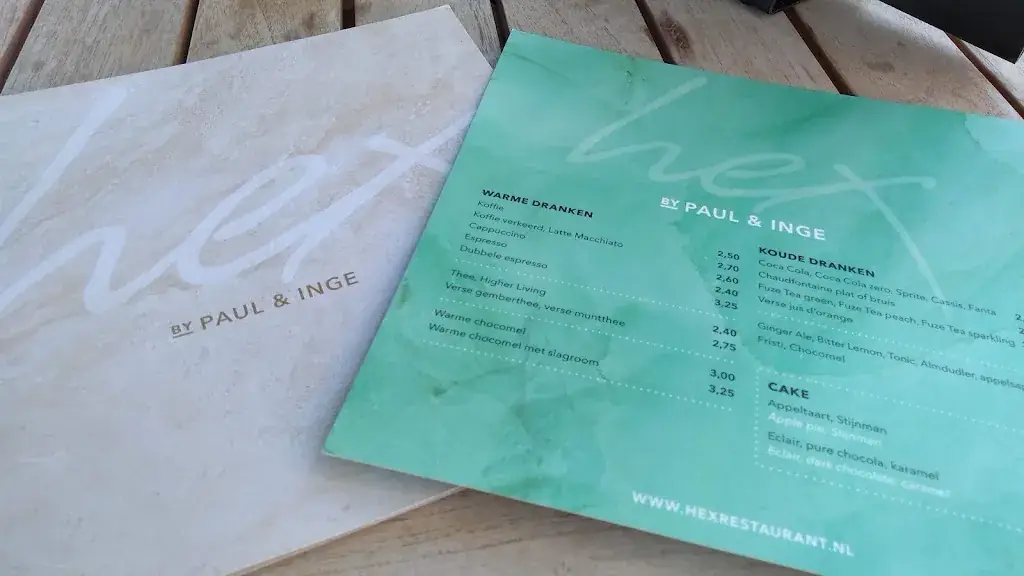 hex
BY PAUL & INGE
hex
BY PAUL & INGE
WARME DRANKEN
Koffie 2,50
Koffie verkeerd, Latte Macchiato 2,70
Cappuccino 2,60
Espresso 2,40
Dubbele espresso 3,25
Thee, Higher Living 2,40
Verse gemberthee, verse muntthee 2,75
Warme chocomel 3,00
Warme chocomel met slagroom 3,25
KOUDE DRANKEN
Coca Cola, Cocca Cola zero, Sprite, Cassis, Fanta 2,
Chaudfontaine plat of bruis
Fuze Tea green, Fuze Tea peach, Fuze Tea sparkling
Verse jus d'orange
Ginger Ale, Bitter Lemon, Tonic, Almdudler,
Fristi, Chocomel
CAKE
Appeltaart, Stijnman
Apple pie, Stijnman
Eclair, pure chocola, karamel
Eclair, dark chocolate, caramel
WWW.HEXRESTAURANT.NL